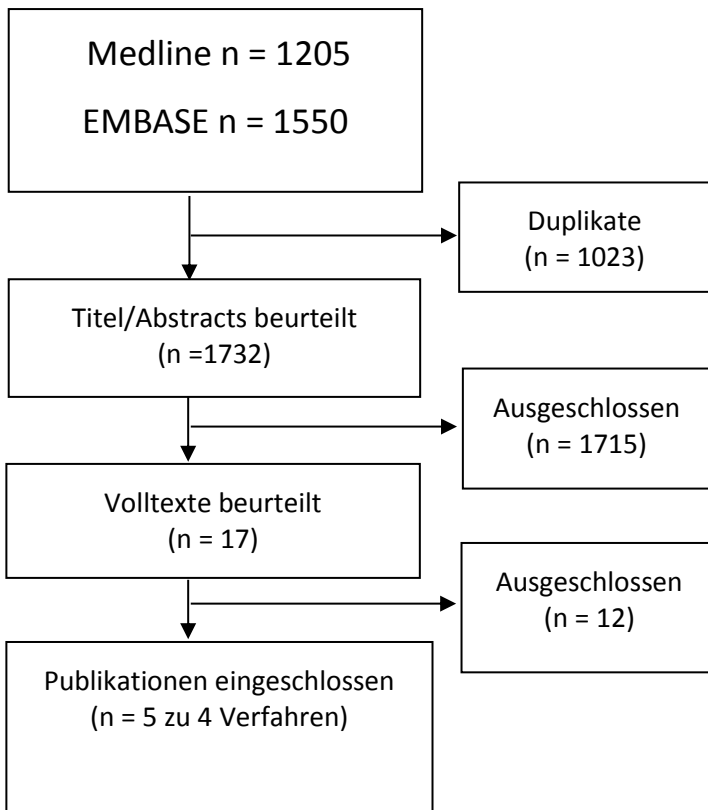 Medline n = 1205
EMBASE n = 1550
Duplikate
(n = 1023)
Titel/Abstracts beurteilt
(n =1732)
Ausgeschlossen
(n = 1715)
Volltexte beurteilt
(n = 17)
Ausgeschlossen
(n = 12)
Publikationen eingeschlossen
(n = 5 zu 4 Verfahren)